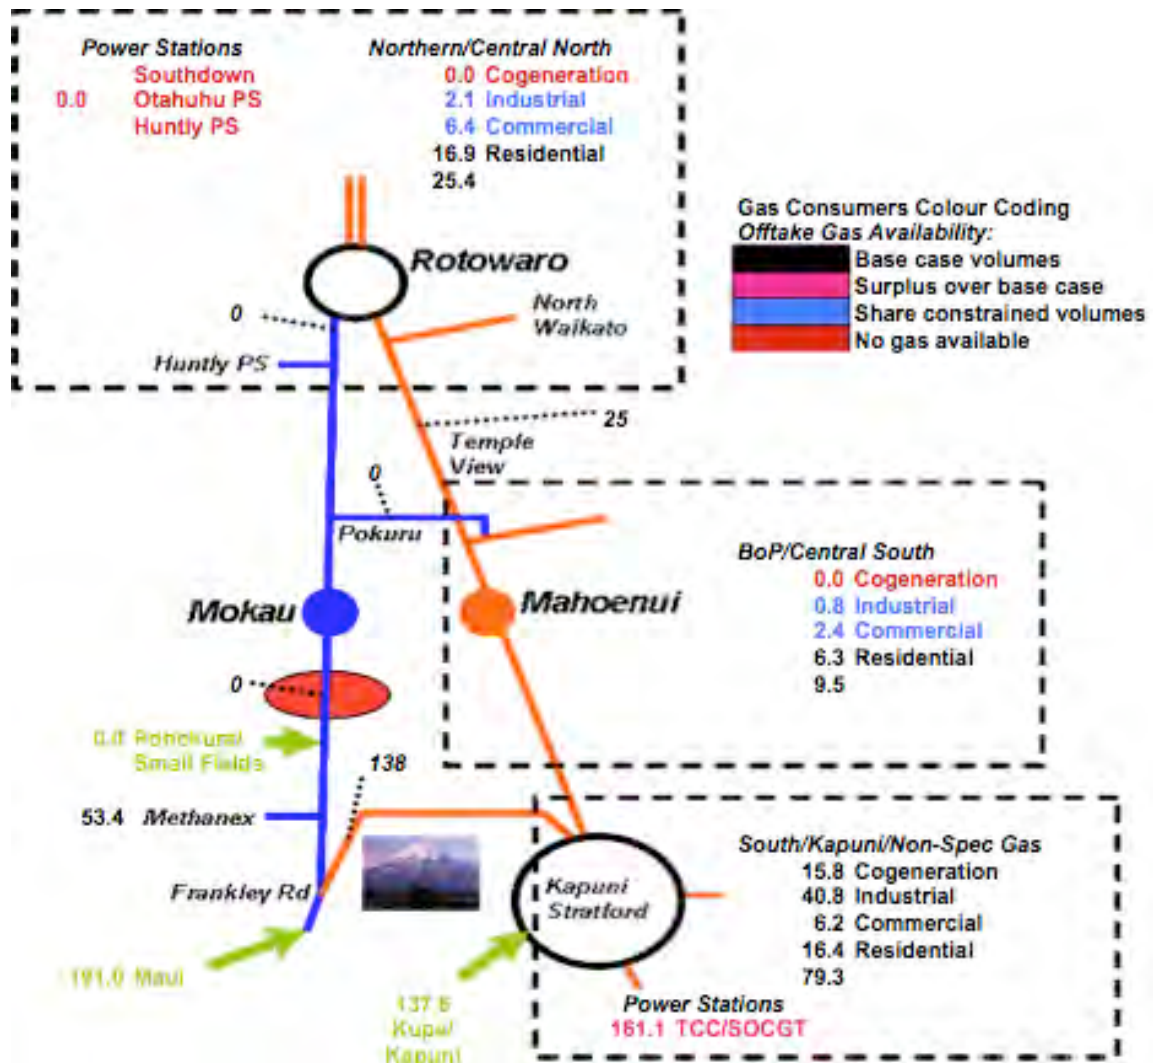 Power Stations
Southdown
0.0 Otahuhu PS
Huntly PS
Northern/Central North
0.0 Cogeneration
2.1 Industrial
6.4 Commercial
16.9 Residential
25.4
Gas Consumers Colour Coding
Offtake Gas Availability:
Base case volumes
Surplus over base case
Share constrained volumes
No gas available
Rotowaro
North
Waikato
0
Huntly PS
25
Temple
View
0
Pokuru
BoP/Central South
0.0 Cogeneration
0.8 Industrial
2.4 Commercial
6.3 Residential
9.5
Mokau
Mahoenui
0
0.0
Small Fields
138
53.4 Methanex
Frankley Rd
Kapuni
Stratford
South/Kapuni/Non-Spec Gas
15.8 Cogeneration
40.8 Industrial
6.2 Commercial
16.4 Residential
79.3
191.0 Maui
137.6
Kupe/
Kapuni
Power Stations
161.1 TCC/SOCGT